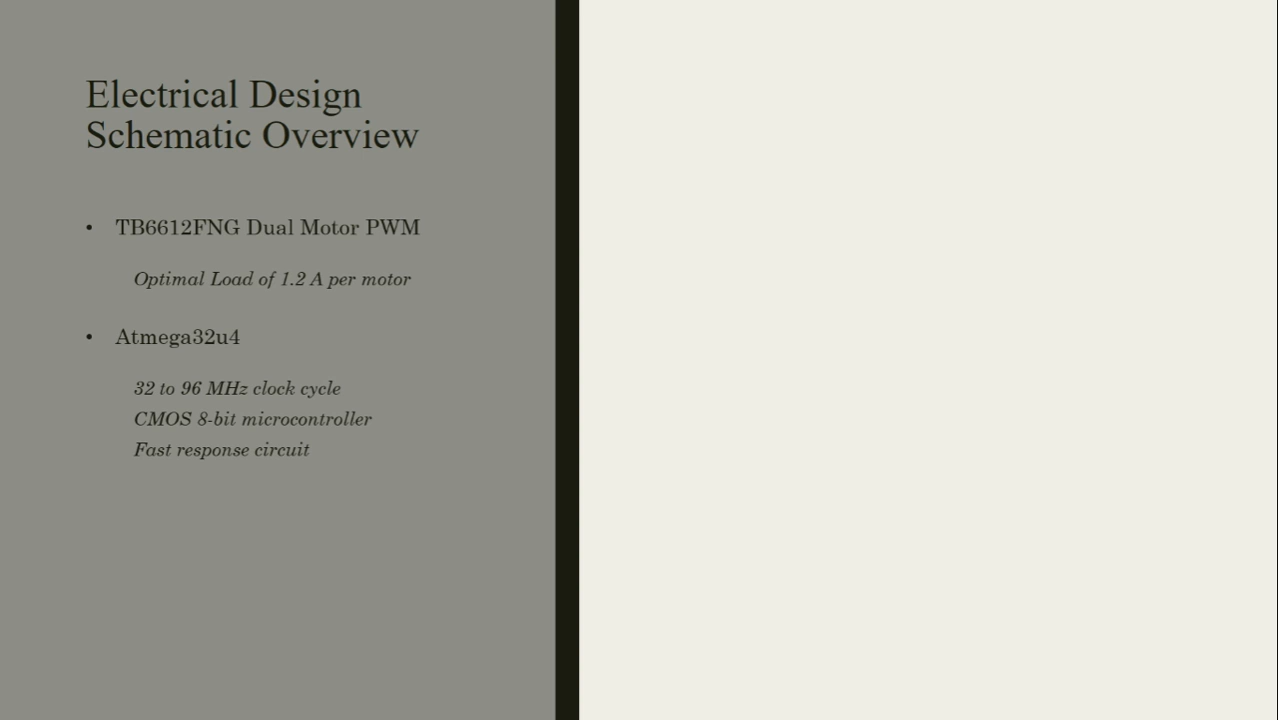 Electrical Design
Schematic Overview
• TB6612FNG Dual Motor PWM
Optimal Load of 1.2 A per motor
• Atmega32u4
32 to 96 MHz clock cycle
CMOS 8-bit microcontroller
Fast response circuit